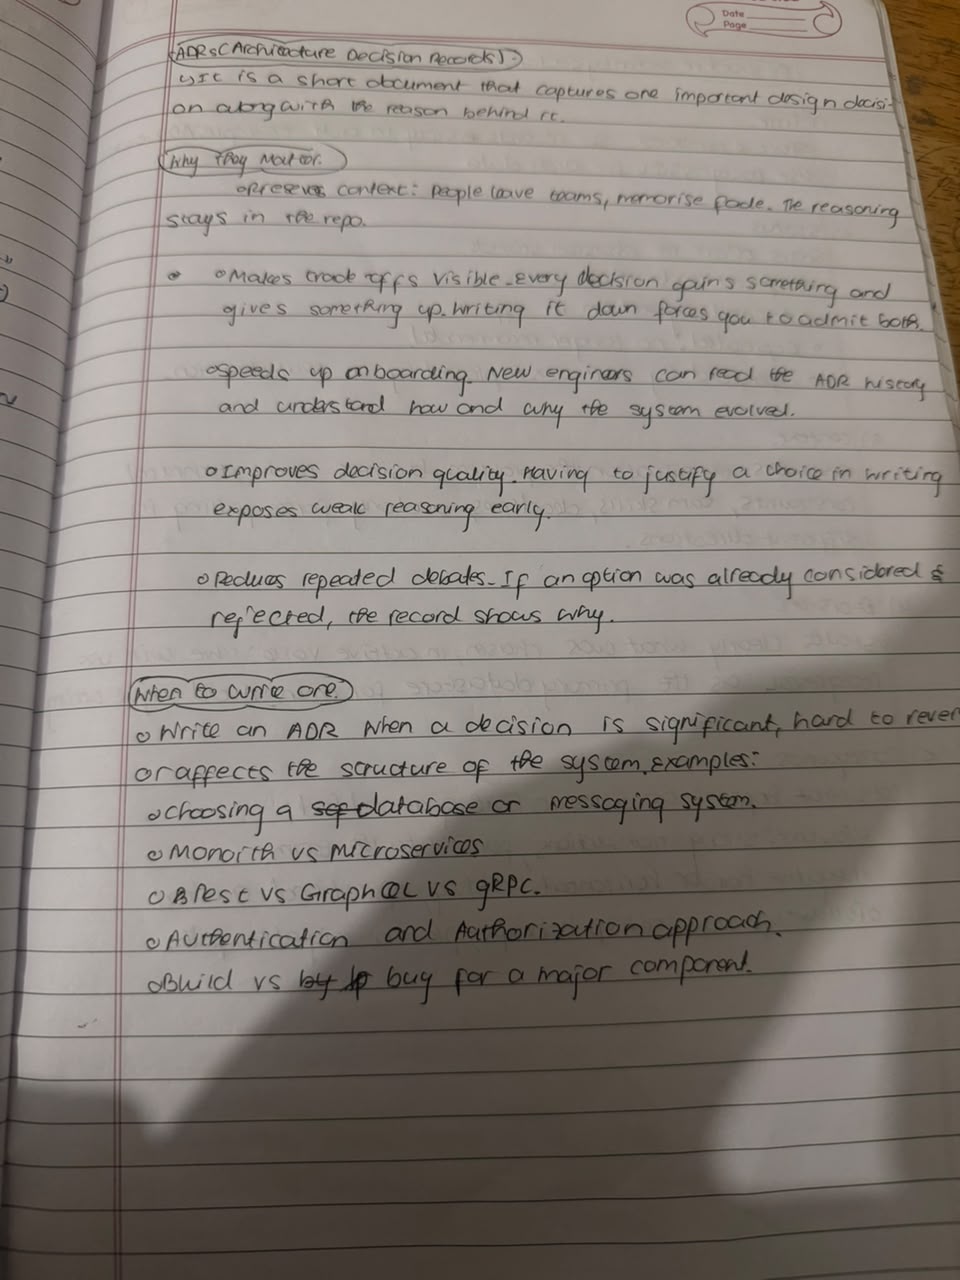 Date
Page
ADRs (Architecture Decision Records) :-
↳ It is a short document that captures one important design decisi-
on along with the reason behind it.
Why they Matter.
o Preserves context: People leave teams, memorise fade. The reasoning
stays in the repo.
o Makes trade offs visible. Every decision gains something and
gives something up. Writing it down forces you to admit both.
o Speeds up onboarding. New engineers can read the ADR history
and understand how and why the system evolved.
o Improves decision quality. Having to justify a choice in writing
exposes weak reasoning early.
o Reduces repeated debates. If an option was already considered &
rejected, the record shows why.
When to write one.
o Write an ADR when a decision is significant, hard to rever
or affects the structure of the system. Examples:
o choosing a database or messaging system.
o Monolith vs Microservices
o Rest vs GraphQL vs gRPC.
o Authentication and Authorization approach.
o Build vs buy for a major component.